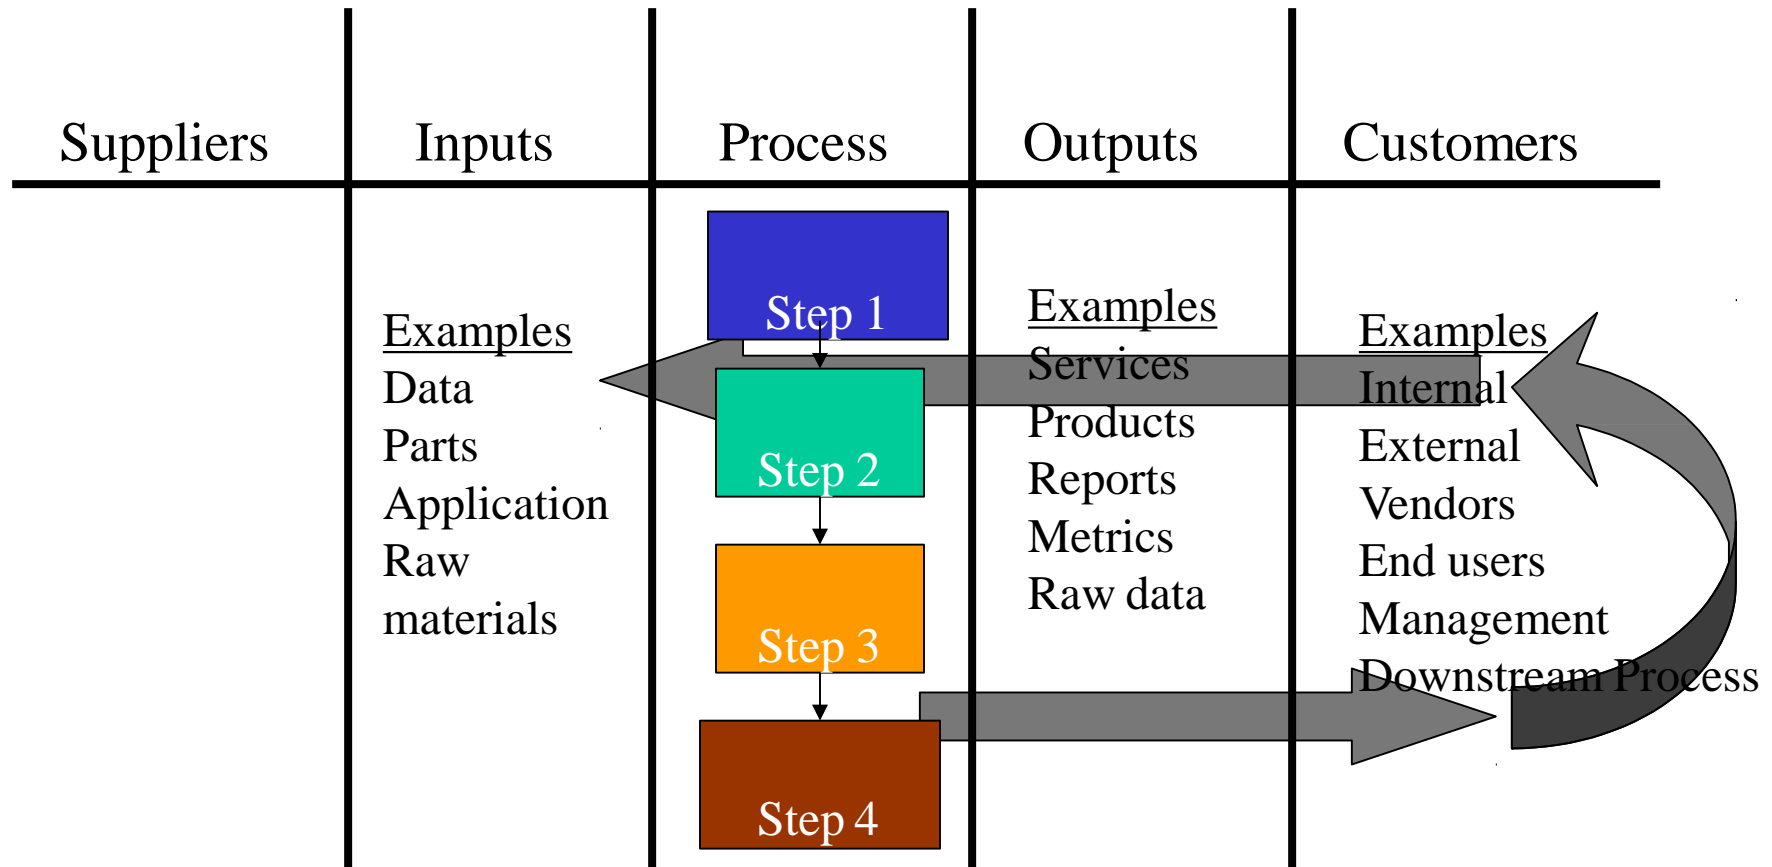 Suppliers
Inputs
Process
Outputs
Customers
Examples
Data
Parts
Application
Raw
materials
Step 1
Step 2
Step 3
Step 4
Examples
Services
Products
Reports
Metrics
Raw data
Examples
Internal
External
Vendors
End users
Management
Downstream Process